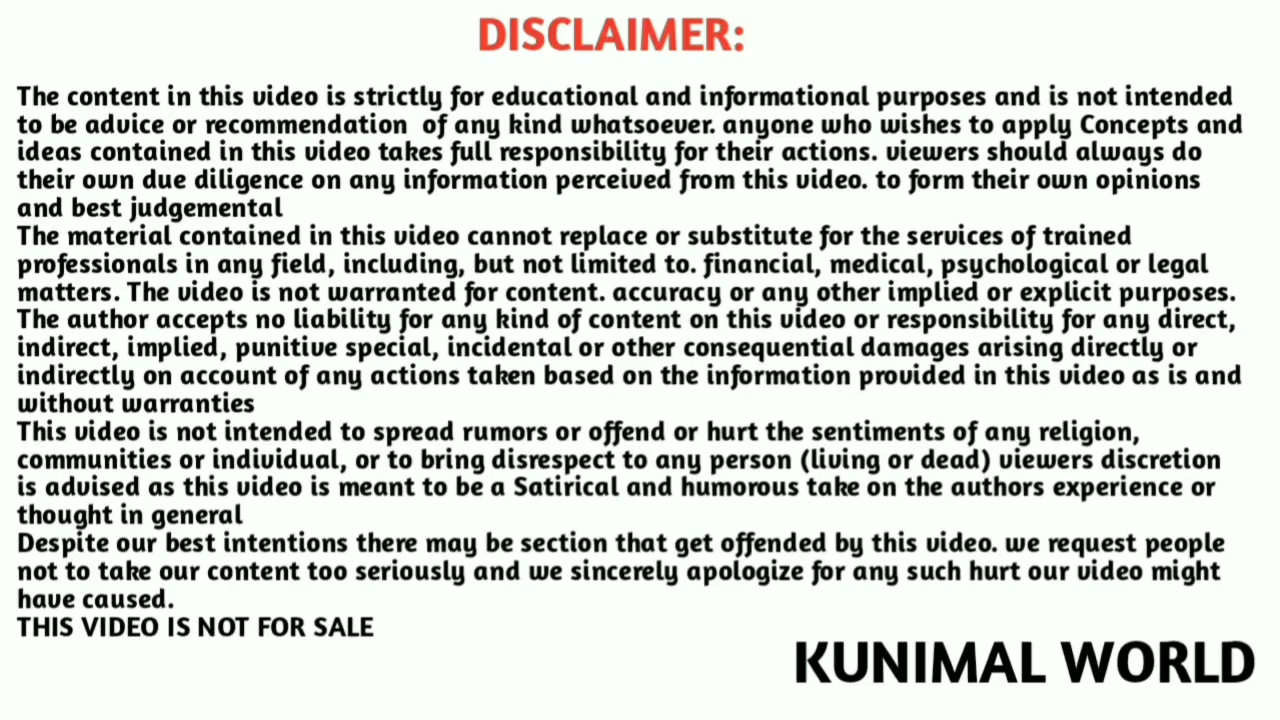 DISCLAIMER:
The content in this video is strictly for educational and informational purposes and is not intended
to be advice or recommendation  of any kind whatsoever. anyone who wishes to apply Concepts and
ideas contained in this video takes full responsibility for their actions. viewers should always do
their own due diligence on any information perceived from this video. to form their own opinions
and best judgemental
The material contained in this video cannot replace or substitute for the services of trained
professionals in any field, including, but not limited to. financial, medical, psychological or legal
matters. The video is not warranted for content. accuracy or any other implied or explicit purposes.
The author accepts no liability for any kind of content on this video or responsibility for any direct,
indirect, implied, punitive special, incidental or other consequential damages arising directly or
indirectly on account of any actions taken based on the information provided in this video as is and
without warranties
This video is not intended to spread rumors or offend or hurt the sentiments of any religion,
communities or individual, or to bring disrespect to any person (living or dead) viewers discretion
is advised as this video is meant to be a Satirical and humorous take on the authors experience or
thought in general
Despite our best intentions there may be section that get offended by this video. we request people
not to take our content too seriously and we sincerely apologize for any such hurt our video might
have caused.
THIS VIDEO IS NOT FOR SALE
KUNIMAL WORLD